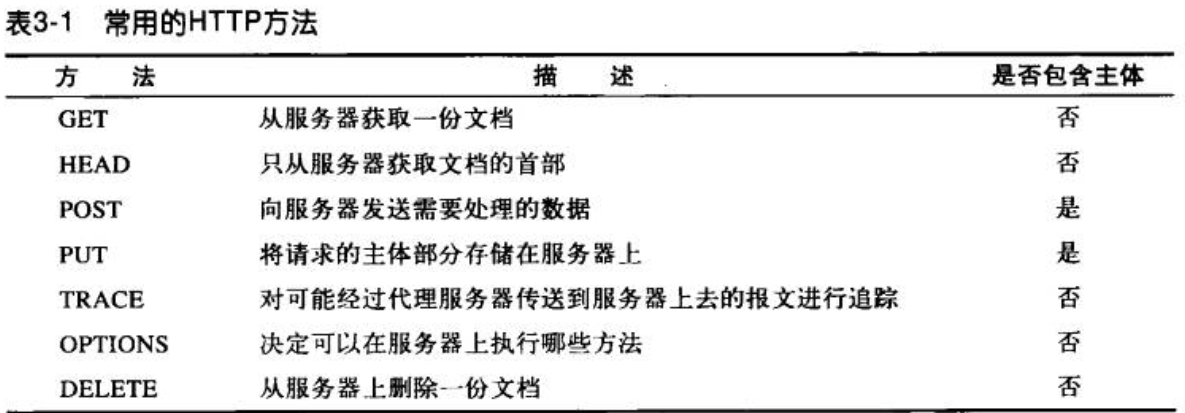 表3-1 常用的HTTP方法
方 法 描 述 是否包含主体
GET 从服务器获取一份文档 否
HEAD 只从服务器获取文档的首部 否
POST 向服务器发送需要处理的数据 是
PUT 将请求的主体部分存储在服务器上 是
TRACE 对可能经过代理服务器传送到服务器上去的报文进行追踪 否
OPTIONS 决定可以在服务器上执行哪些方法 否
DELETE 从服务器上删除一份文档 否